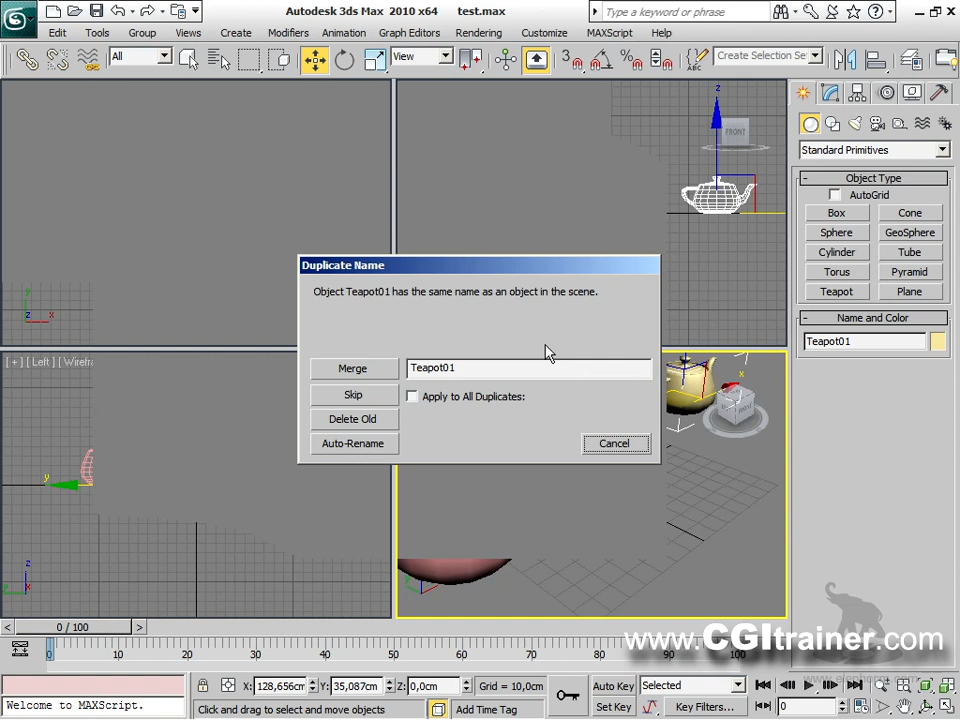 Autodesk 3ds Max  2010 x64     test.max
Type a keyword or phrase
Edit Tools Group Views Create Modifiers Animation Graph Editors Rendering Customize MAXScript Help
All View 3 Create Selection Se
z
FRONT
Standard Primitives
- Object Type
AutoGrid
Box Cone
Sphere GeoSphere
Cylinder Tube
Torus Pyramid
Teapot Plane
- Name and Color
Teapot01
Duplicate Name
Object Teapot01 has the same name as an object in the scene.
Merge Teapot01
Skip Apply to All Duplicates:
Delete Old
Auto-Rename Cancel
y
z x
[ + ] [ Left ] [ Wirefra
x
y
z
y
0 / 100
0 10 20 30 40 50 60 70 80 90 100
www.CGItrainer.com
X: 128,656cm Y: 35,087cm Z: 0,0cm Grid = 10,0cm Auto Key Selected
Welcome to MAXScript. Click and drag to select and move objects Add Time Tag Set Key Key Filters... 0